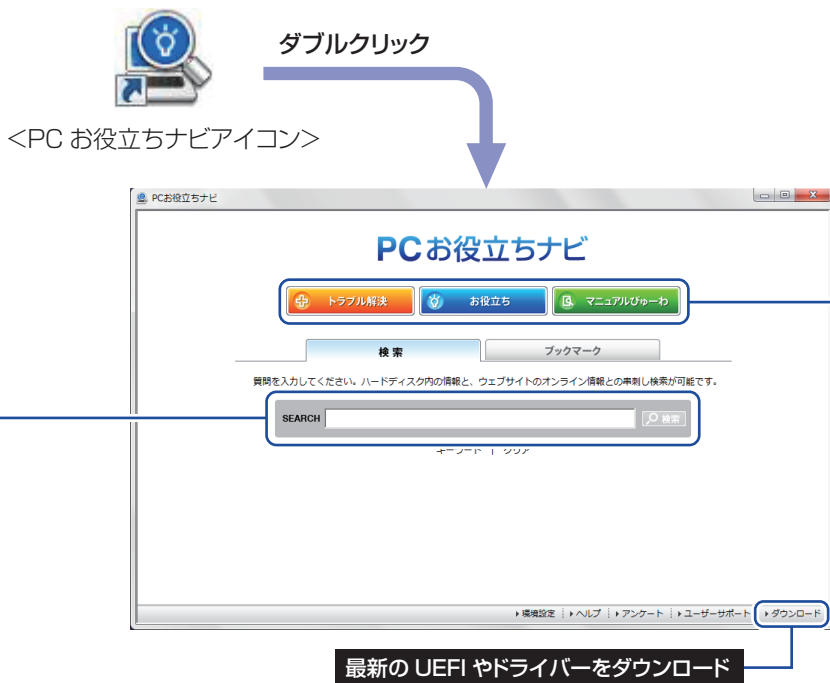 ダブルクリック
<PC お役立ちナビアイコン>
PCお役立ちナビ
PCお役立ちナビ
トラブル解決 お役立ち マニュアルびゅーわ
検索 ブックマーク
質問を入力してください。ハードディスク内の情報と、ウェブサイトのオンライン情報との串刺し検索が可能です。
SEARCH 検索
キーワード | クリア
環境設定 ヘルプ アンケート ユーザーサポート ダウンロード
最新の UEFI やドライバーをダウンロード